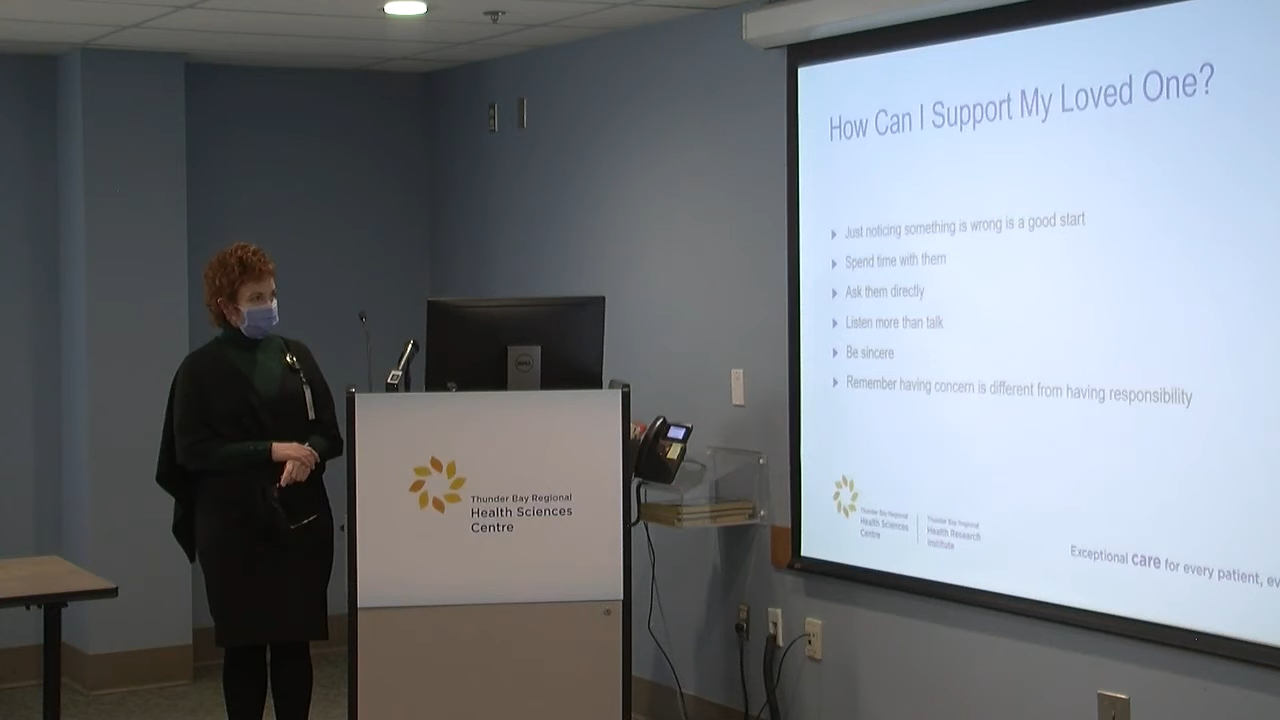 How Can I Support My Loved One?
Just noticing something is wrong is a good start
Spend time with them
Ask them directly
Listen more than talk
Be sincere
Remember having concern is different from having responsibility
Thunder Bay Regional
Health Sciences
Centre
Thunder Bay Regional
Health Research
Institute
Exceptional care for every patient, ev
DELL
Thunder Bay Regional
Health Sciences
Centre